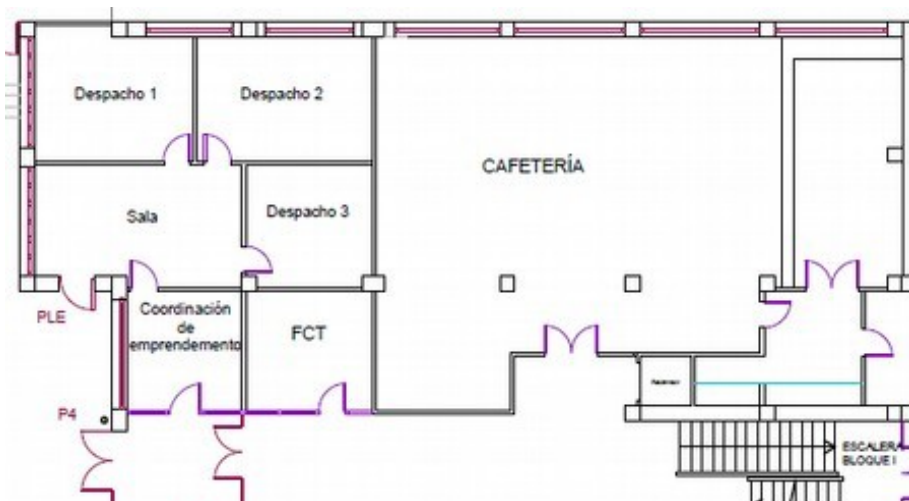 Despacho 1
Despacho 2
CAFETERÍA
Sala
Despacho 3
PLE
Coordinación
de
emprendemento
FCT
P4
ESCALERA
BLOQUE I